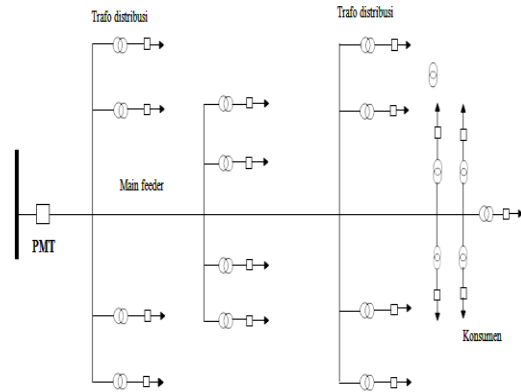 Trafo distribusi
Trafo distribusi
Main feeder
PMT
Konsumen